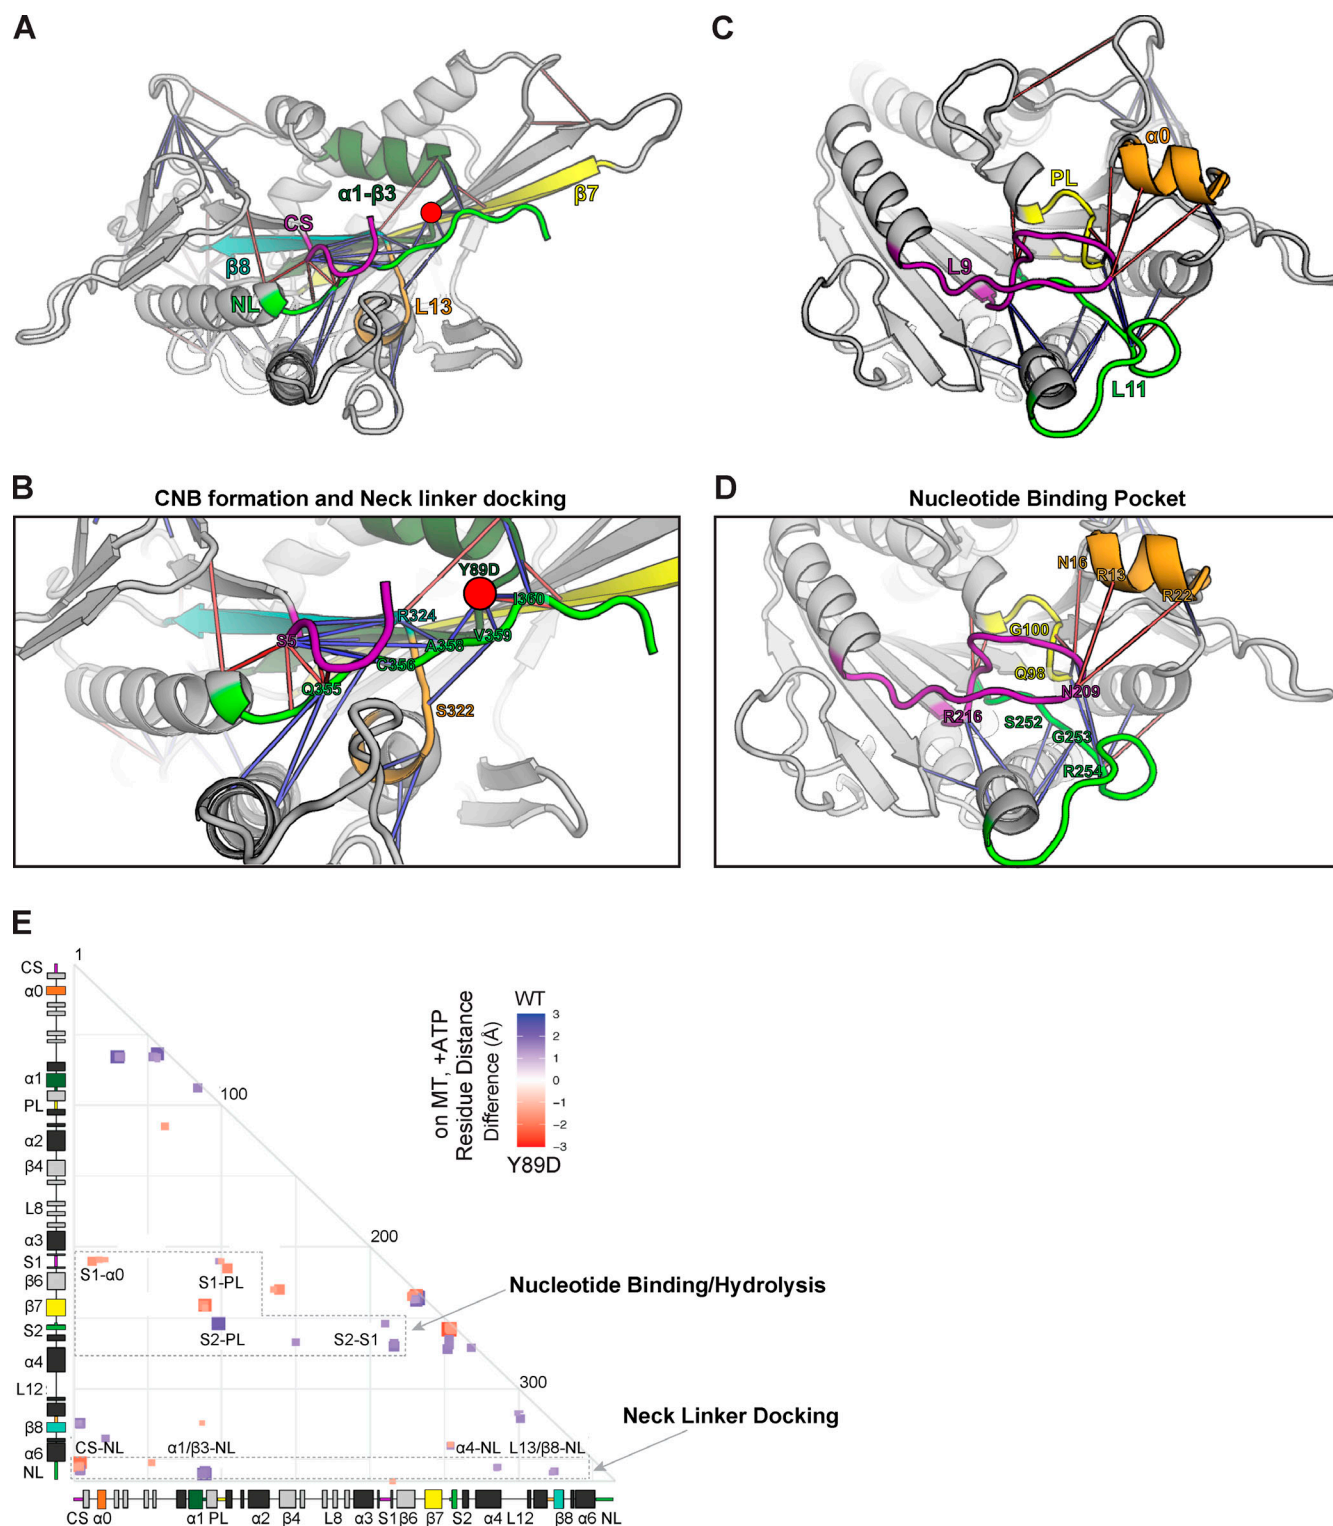 A
α1-β3
β7
CS
β8
NL
L13
C
α0
PL
L9
L11
B
CNB formation and Neck linker docking
Y89D
R324
I360
S5
A358
V359
C356
Q355
S322
D
Nucleotide Binding Pocket
N16
R13
R22
G100
Q98
N209
R216
S252
G253
R254
E
1
100
200
300
CS
α0
α1
PL
α2
β4
L8
α3
S1
β6
β7
S2
α4
L12
β8
α6
NL
on MT, +ATP
Residue Distance
Difference (Å)
WT
3
2
1
0
−1
−2
−3
Y89D
S1-α0
S1-PL
S2-PL
S2-S1
Nucleotide Binding/Hydrolysis
Neck Linker Docking
CS-NL
α1/β3-NL
α4-NL
L13/β8-NL
CS α0 α1 PL α2 β4 L8 α3 S1 β6 β7 S2 α4 L12 β8 α6 NL